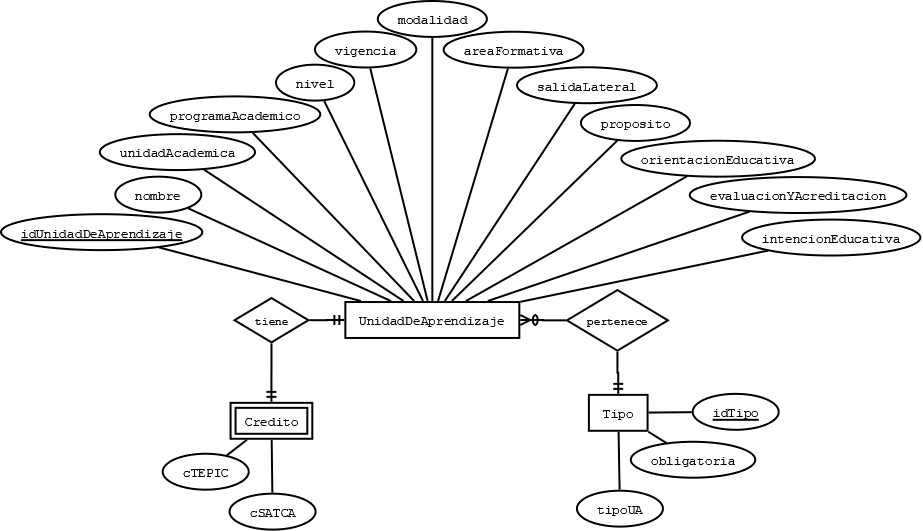 modalidad
vigencia
areaFormativa
nivel
salidaLateral
programaAcademico
proposito
unidadAcademica
orientacionEducativa
nombre
evaluacionYAcreditacion
idUnidadDeAprendizaje
intencionEducativa
tiene
UnidadDeAprendizaje
pertenece
Credito
Tipo
idTipo
cTEPIC
obligatoria
cSATCA
tipoUA